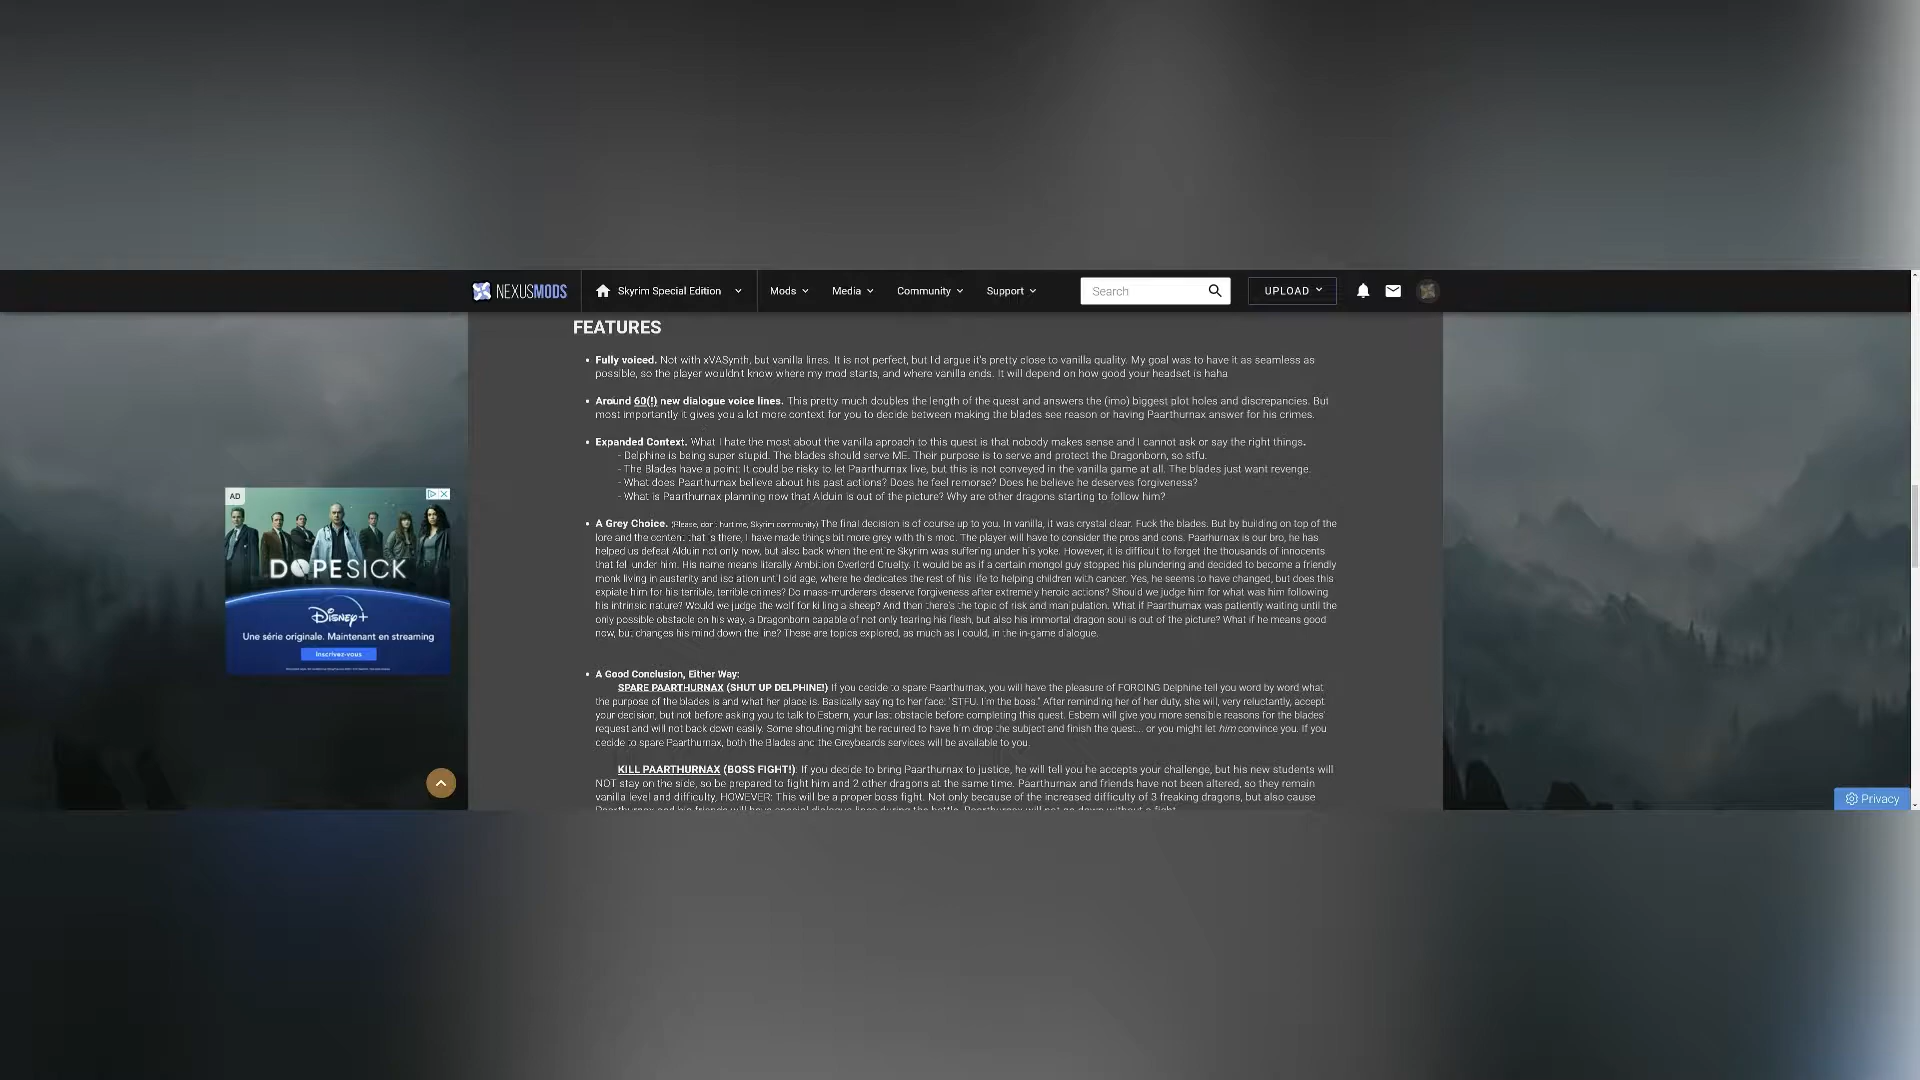 NEXUSMODS
Skyrim Special Edition
Mods
Media
Community
Support
Search
UPLOAD
FEATURES
• Fully voiced. Not with xVASynth, but vanilla lines. It is not perfect, but I'd argue it's pretty close to vanilla quality. My goal was to have it as seamless as
possible, so the player wouldn't know where my mod starts, and where vanilla ends. It will depend on how good your headset is haha
• Around 60(!) new dialogue voice lines. This pretty much doubles the length of the quest and answers the (imo) biggest plot holes and discrepancies. But
most importantly it gives you a lot more context for you to decide between making the blades see reason or having Paarthurnax answer for his crimes.
• Expanded Context. What I hate the most about the vanilla aproach to this quest is that nobody makes sense and I cannot ask or say the right things.
- Delphine is being super stupid. The blades should serve ME. Their purpose is to serve and protect the Dragonborn, so stfu.
- The Blades have a point: It could be risky to let Paarthurnax live, but this is not conveyed in the vanilla game at all. The blades just want revenge.
- What does Paarthurnax believe about his past actions? Does he feel remorse? Does he believe he deserves forgiveness?
- What is Paarthurnax planning now that Alduin is out of the picture? Why are other dragons starting to follow him?
• A Grey Choice. (Please, don't hurt me, Skyrim community) The final decision is of course up to you. In vanilla, it was crystal clear. Fuck the blades. But by building on top of the
lore and the content that is there, I have made things bit more grey with this mod. The player will have to consider the pros and cons. Paarhurnax is our bro, he has
helped us defeat Alduin not only now, but also back when the entire Skyrim was suffering under his yoke. However, it is difficult to forget the thousands of innocents
that fell under him. His name means literally Ambition Overlord Cruelty. It would be as if a certain mongol guy stopped his plundering and decided to become a friendly
monk living in austerity and isolation until old age, where he dedicates the rest of his life to helping children with cancer. Yes, he seems to have changed, but does this
expiate him for his terrible, terrible crimes? Do mass-murderers deserve forgiveness after extremely heroic actions? Should we judge him for what was him following
his intrinsic nature? Would we judge the wolf for killing a sheep? And then there's the topic of risk and manipulation. What if Paarthurnax was patiently waiting until the
only possible obstacle on his way, a Dragonborn capable of not only tearing his flesh, but also his immortal dragon soul is out of the picture? What if he means good
now, but changes his mind down the line? These are topics explored, as much as I could, in the in-game dialogue.
• A Good Conclusion, Either Way:
SPARE PAARTHURNAX (SHUT UP DELPHINE!) If you decide to spare Paarthurnax, you will have the pleasure of FORCING Delphine tell you word by word what
the purpose of the blades is and what her place is. Basically saying to her face: "STFU. I'm the boss." After reminding her of her duty, she will, very reluctantly, accept
your decision, but not before asking you to talk to Esbern, your last obstacle before completing this quest. Esbern will give you more sensible reasons for the blades'
request and will not back down easily. Some shouting might be required to have him drop the subject and finish the quest... or you might let him convince you. If you
decide to spare Paarthurnax, both the Blades and the Greybeards services will be available to you.
KILL PAARTHURNAX (BOSS FIGHT!): If you decide to bring Paarthurnax to justice, he will tell you he accepts your challenge, but his new students will
NOT stay on the side, so be prepared to fight him and 2 other dragons at the same time. Paarthurnax and friends have not been altered, so they remain
vanilla level and difficulty, HOWEVER: This will be a proper boss fight. Not only because of the increased difficulty of 3 freaking dragons, but also cause
AD
DOPESICK
Disney+
Une série originale. Maintenant en streaming
Inscrivez-vous
Privacy